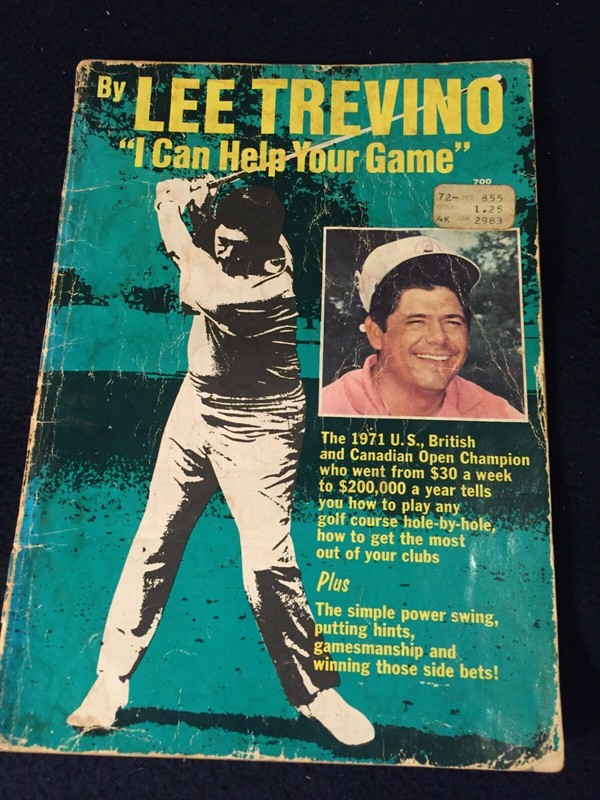 By LEE TREVINO
"I Can Help Your Game"
700
72- 855
1.25
4K 2983
The 1971 U.S., British
and Canadian Open Champion
who went from $30 a week
to $200,000 a year tells
you how to play any
golf course hole-by-hole,
how to get the most
out of your clubs
Plus
The simple power swing,
putting hints,
gamesmanship and
winning those side bets!